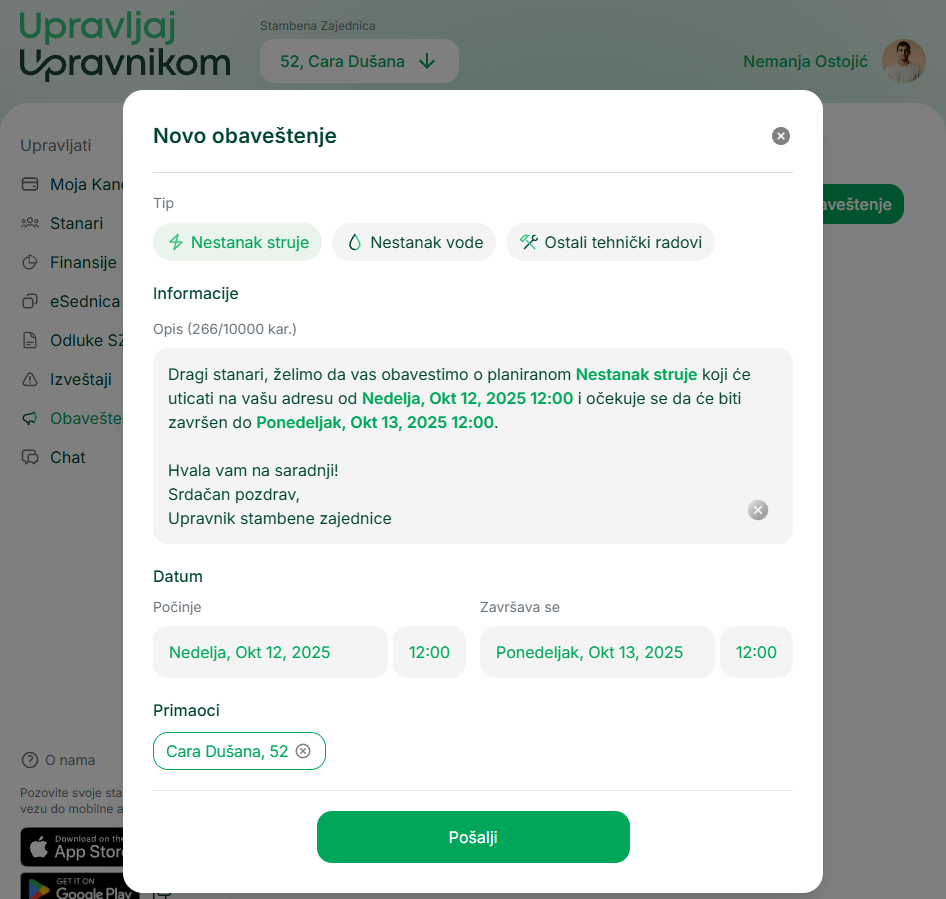 Upravljaj
Upravnikom
Stambena Zajednica
52, Cara Dušana
Nemanja Ostojić
Upravljati
Moja Kan
Stanari
Finansije
eSednica
Odluke SZ
Izveštaji
Obavešte
Chat
aveštenje
Novo obaveštenje
Tip
Nestanak struje
Nestanak vode
Ostali tehnički radovi
Informacije
Opis (266/10000 kar.)
Dragi stanari, želimo da vas obavestimo o planiranom Nestanak struje koji će
uticati na vašu adresu od Nedelja, Okt 12, 2025 12:00 i očekuje se da će biti
završen do Ponedeljak, Okt 13, 2025 12:00.
Hvala vam na saradnji!
Srdačan pozdrav,
Upravnik stambene zajednice
Datum
Počinje
Završava se
Nedelja, Okt 12, 2025
12:00
Ponedeljak, Okt 13, 2025
12:00
Primaoci
Cara Dušana, 52
Pošalji
O nama
Pozovite svoje sta
vezu do mobilne a
Download on the
App Store
GET IT ON
Google Play